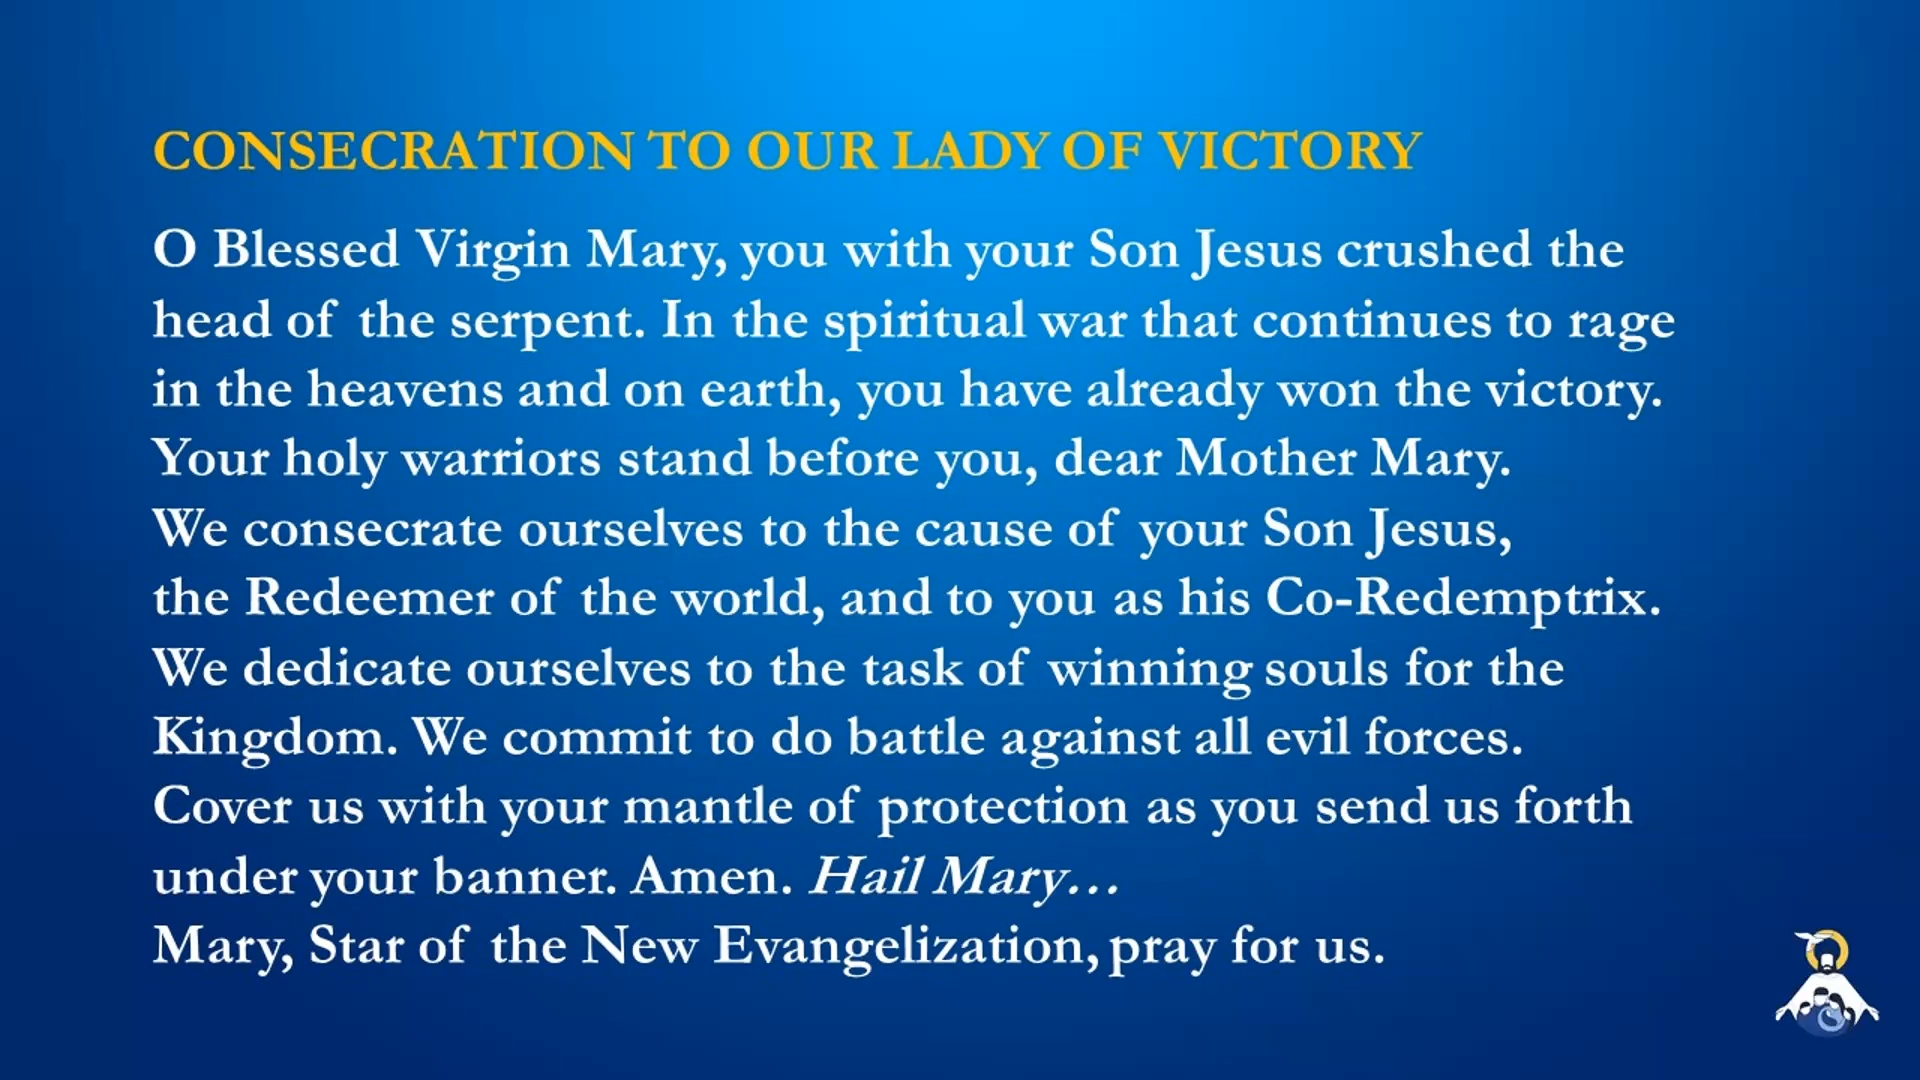 CONSECRATION TO OUR LADY OF VICTORY
O Blessed Virgin Mary, you with your Son Jesus crushed the
head of the serpent. In the spiritual war that continues to rage
in the heavens and on earth, you have already won the victory.
Your holy warriors stand before you, dear Mother Mary.
We consecrate ourselves to the cause of your Son Jesus,
the Redeemer of the world, and to you as his Co-Redemptrix.
We dedicate ourselves to the task of winning souls for the
Kingdom. We commit to do battle against all evil forces.
Cover us with your mantle of protection as you send us forth
under your banner. Amen. Hail Mary…
Mary, Star of the New Evangelization, pray for us.